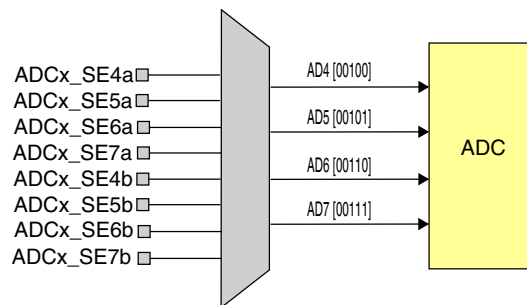 ADCx_SE4a
ADCx_SE5a
ADCx_SE6a
ADCx_SE7a
ADCx_SE4b
ADCx_SE5b
ADCx_SE6b
ADCx_SE7b
AD4 [00100]
AD5 [00101]
AD6 [00110]
AD7 [00111]
ADC